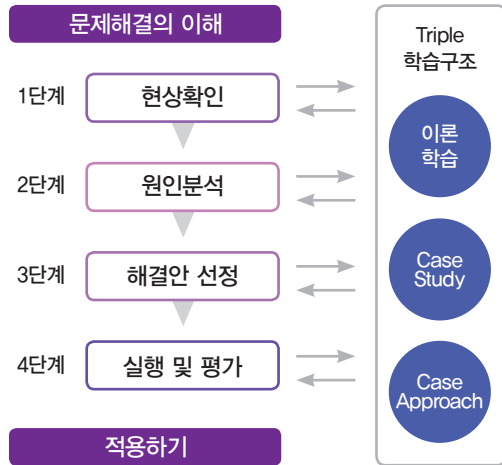 문제해결의 이해
1단계
현상확인
2단계
원인분석
3단계
해결안 선정
4단계
실행 및 평가
적용하기
Triple
학습구조
이론
학습
Case
Study
Case
Approach